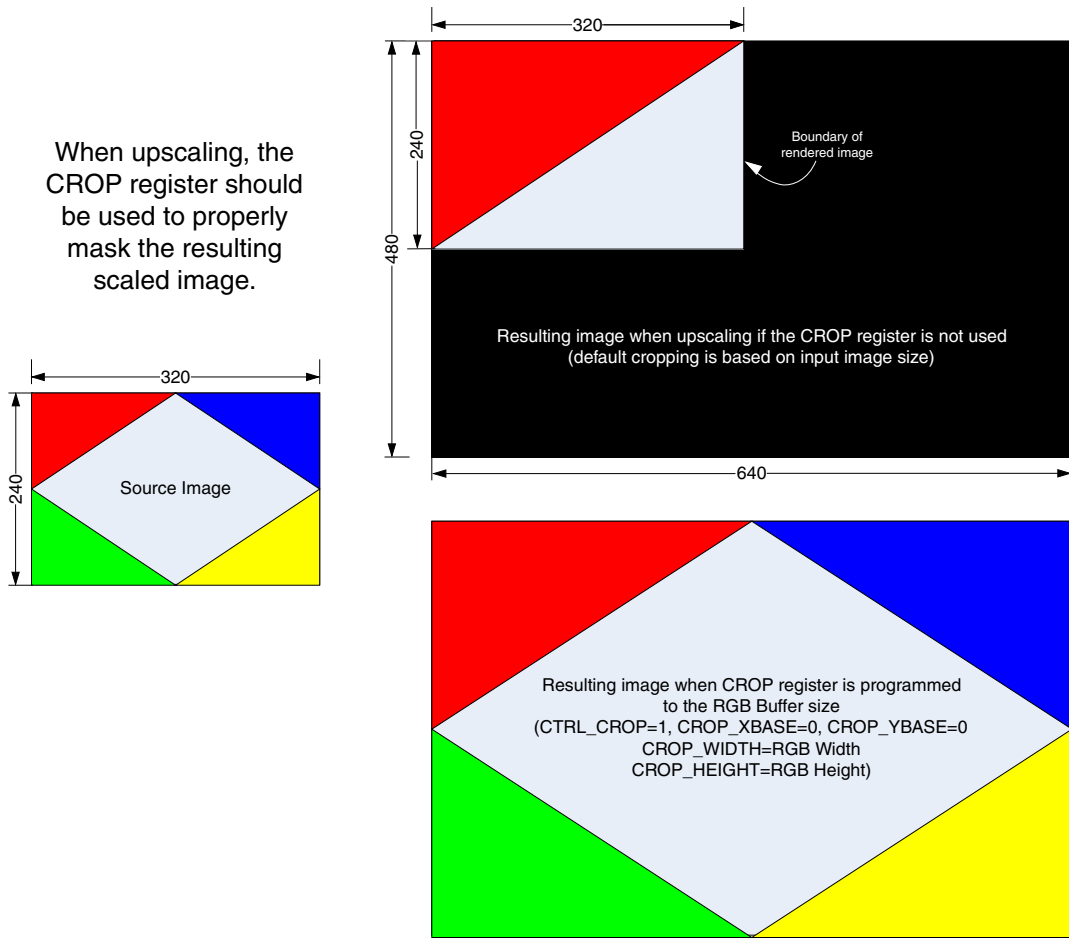 When upscaling, the
CROP register should
be used to properly
mask the resulting
scaled image.
320
240
Source Image
320
240
480
Boundary of
rendered image
Resulting image when upscaling if the CROP register is not used
(default cropping is based on input image size)
640
Resulting image when CROP register is programmed
to the RGB Buffer size
(CTRL_CROP=1, CROP_XBASE=0, CROP_YBASE=0
CROP_WIDTH=RGB Width
CROP_HEIGHT=RGB Height)